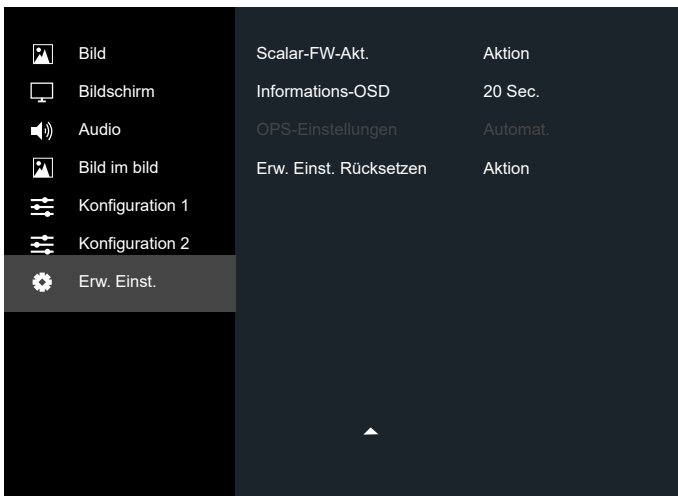 Bild
Bildschirm
Audio
Bild im bild
Konfiguration 1
Konfiguration 2
Erw. Einst.
Scalar-FW-Akt. Aktion
Informations-OSD 20 Sec.
OPS-Einstellungen Automat.
Erw. Einst. Rücksetzen Aktion